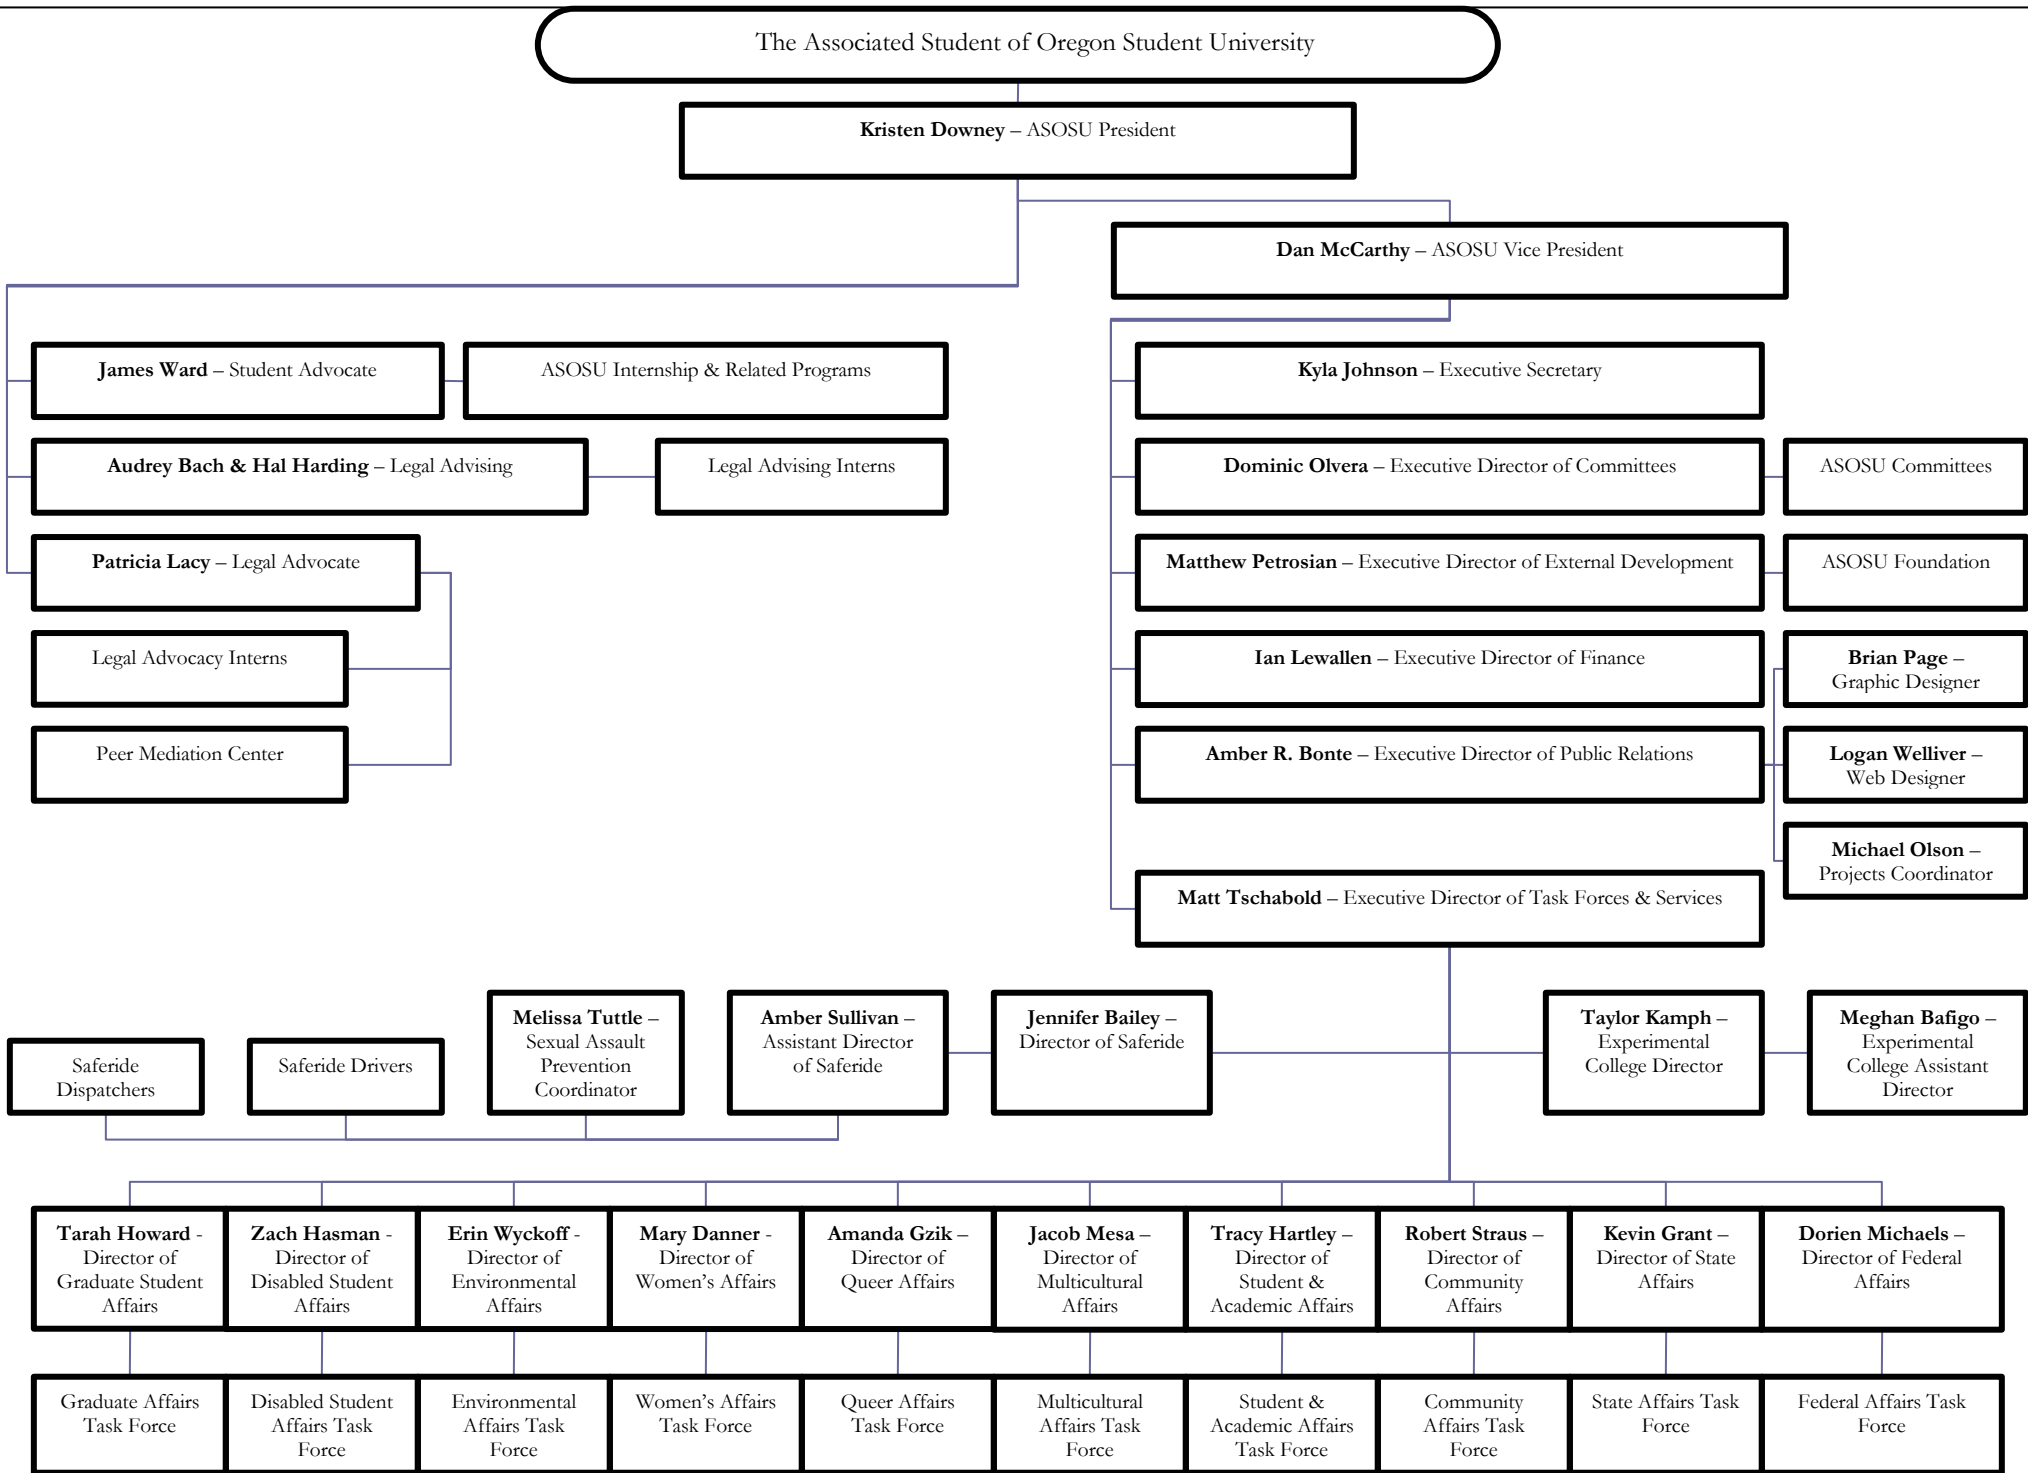 The Associated Student of Oregon Student University
Kristen Downey – ASOSU President
Dan McCarthy – ASOSU Vice President
James Ward – Student Advocate
ASOSU Internship & Related Programs
Audrey Bach & Hal Harding – Legal Advising
Legal Advising Interns
Patricia Lacy – Legal Advocate
Legal Advocacy Interns
Peer Mediation Center
Kyla Johnson – Executive Secretary
Dominic Olvera – Executive Director of Committees
ASOSU Committees
Matthew Petrosian – Executive Director of External Development
ASOSU Foundation
Ian Lewallen – Executive Director of Finance
Amber R. Bonte – Executive Director of Public Relations
Brian Page –
Graphic Designer
Logan Welliver –
Web Designer
Michael Olson –
Projects Coordinator
Matt Tschabold – Executive Director of Task Forces & Services
Saferide
Dispatchers
Saferide Drivers
Melissa Tuttle –
Sexual Assault
Prevention
Coordinator
Amber Sullivan –
Assistant Director
of Saferide
Jennifer Bailey –
Director of Saferide
Taylor Kamph –
Experimental
College Director
Meghan Bafigo –
Experimental
College Assistant
Director
Tarah Howard -
Director of
Graduate Student
Affairs
Zach Hasman -
Director of
Disabled Student
Affairs
Erin Wyckoff -
Director of
Environmental
Affairs
Mary Danner -
Director of
Women’s Affairs
Amanda Gzik –
Director of
Queer Affairs
Jacob Mesa –
Director of
Multicultural
Affairs
Tracy Hartley –
Director of
Student &
Academic Affairs
Robert Straus –
Director of
Community
Affairs
Kevin Grant –
Director of State
Affairs
Dorien Michaels –
Director of Federal
Affairs
Graduate Affairs
Task Force
Disabled Student
Affairs Task
Force
Environmental
Affairs Task
Force
Women’s Affairs
Task Force
Queer Affairs
Task Force
Multicultural
Affairs Task
Force
Student &
Academic Affairs
Task Force
Community
Affairs Task
Force
State Affairs Task
Force
Federal Affairs Task
Force